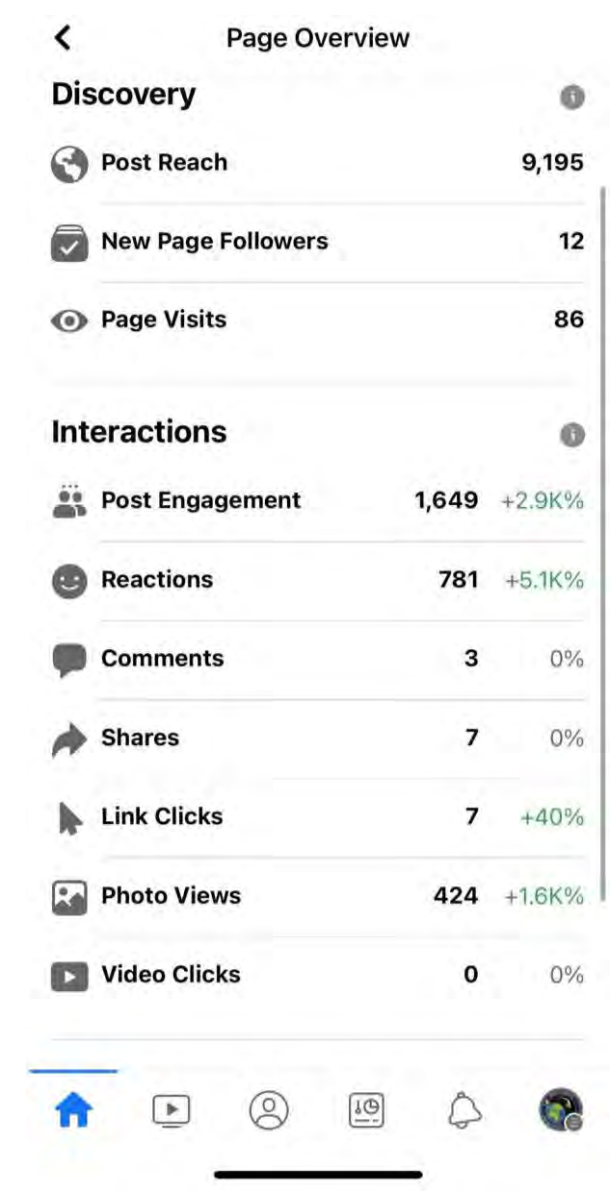 Page Overview
Discovery
Post Reach 9,195
New Page Followers 12
Page Visits 86
Interactions
Post Engagement 1,649 +2.9K%
Reactions 781 +5.1K%
Comments 3 0%
Shares 7 0%
Link Clicks 7 +40%
Photo Views 424 +1.6K%
Video Clicks 0 0%